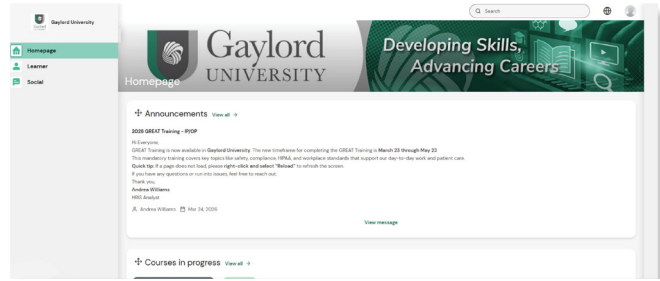 Gaylord University
Search
Homepage
Learner
Social
Gaylord
UNIVERSITY
Developing Skills,
Advancing Careers
Homepage
Announcements View all →
2026 GREAT Training - IP/OP
Hi Everyone,
GREAT Training is now available in Gaylord University. The new timeframe for completing the GREAT Training is March 23 through May 23.
This mandatory training covers key topics like safety, compliance, HIPAA, and workplace standards that support our day-to-day work and patient care.
Quick tip: If a page does not load, please right-click and select "Reload" to refresh the screen.
If you have any questions or run into issues, feel free to reach out.
Thank you,
Andrea Williams
HRIS Analyst
Andrea Williams Mar 24, 2026
View message
Courses in progress View all →